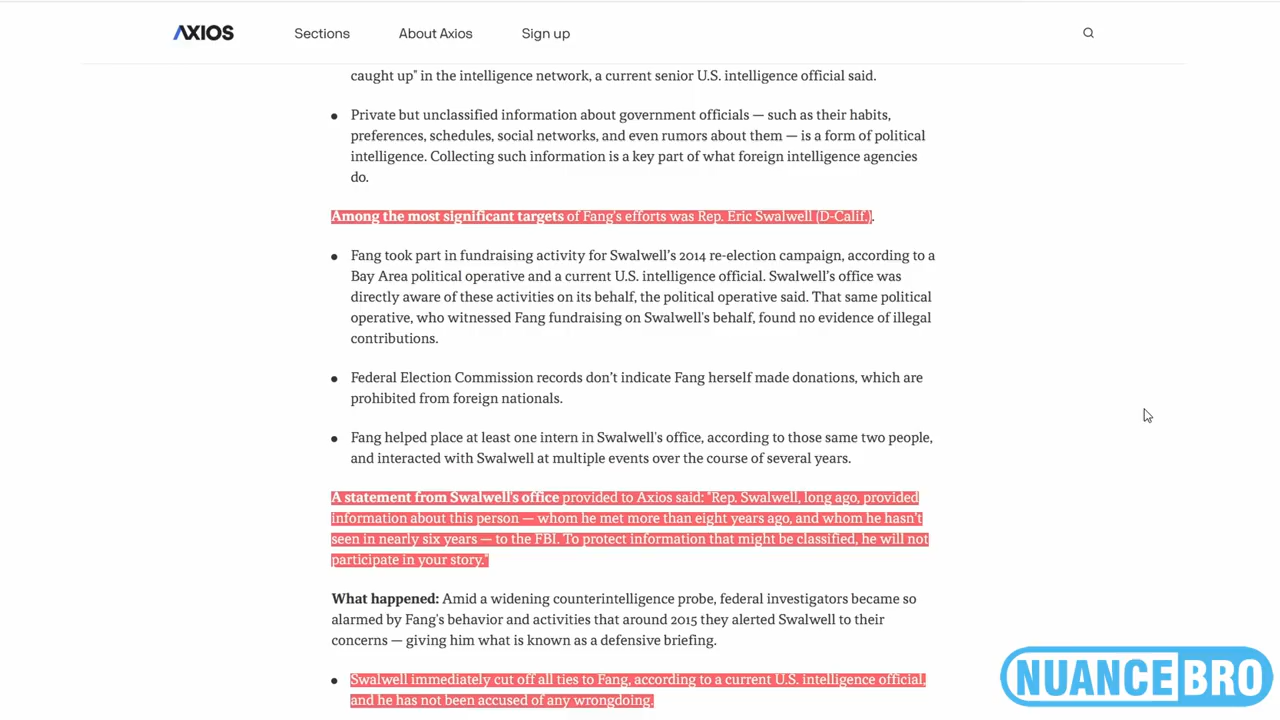 AXIOS
Sections
About Axios
Sign up
caught up" in the intelligence network, a current senior U.S. intelligence official said.
Private but unclassified information about government officials — such as their habits,
preferences, schedules, social networks, and even rumors about them — is a form of political
intelligence. Collecting such information is a key part of what foreign intelligence agencies
do.
Among the most significant targets of Fang's efforts was Rep. Eric Swalwell (D-Calif.).
Fang took part in fundraising activity for Swalwell's 2014 re-election campaign, according to a
Bay Area political operative and a current U.S. intelligence official. Swalwell's office was
directly aware of these activities on its behalf, the political operative said. That same political
operative, who witnessed Fang fundraising on Swalwell's behalf, found no evidence of illegal
contributions.
Federal Election Commission records don't indicate Fang herself made donations, which are
prohibited from foreign nationals.
Fang helped place at least one intern in Swalwell's office, according to those same two people,
and interacted with Swalwell at multiple events over the course of several years.
A statement from Swalwell's office provided to Axios said: "Rep. Swalwell, long ago, provided
information about this person — whom he met more than eight years ago, and whom he hasn't
seen in nearly six years — to the FBI. To protect information that might be classified, he will not
participate in your story."
What happened: Amid a widening counterintelligence probe, federal investigators became so
alarmed by Fang's behavior and activities that around 2015 they alerted Swalwell to their
concerns — giving him what is known as a defensive briefing.
Swalwell immediately cut off all ties to Fang, according to a current U.S. intelligence official,
and he has not been accused of any wrongdoing.
NUANCEBRO